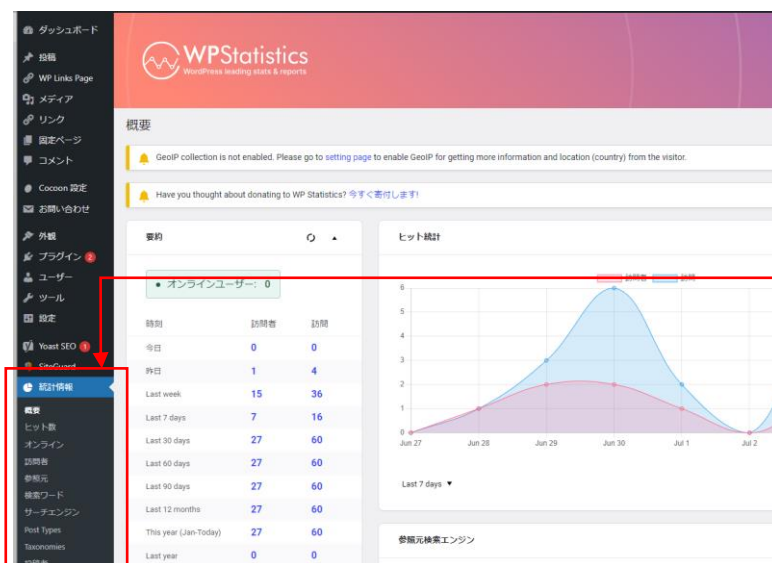 ダッシュボード
投稿
WP Links Page
メディア
リンク
固定ページ
コメント
Cocoon 設定
お問い合わせ
外観
プラグイン 2
ユーザー
ツール
設定
Yoast SEO 1
SiteGuard
統計情報
概要
ヒット数
オンライン
訪問者
参照元
検索ワード
サーチエンジン
Post Types
Taxonomies
WPStatistics
WordPress leading stats & reports
概要
GeoIP collection is not enabled. Please go to setting page to enable GeoIP for getting more information and location (country) from the visitor.
Have you thought about donating to WP Statistics? 今すぐ寄付します!
要約
オンラインユーザー: 0
時刻 訪問者 訪問
今日 0 0
昨日 1 4
Last week 15 36
Last 7 days 7 16
Last 30 days 27 60
Last 60 days 27 60
Last 90 days 27 60
Last 12 months 27 60
This year (Jan-Today) 27 60
Last year 0 0
ヒット統計
訪問者 訪問
6
5
4
3
2
1
0
Jun 27 Jun 28 Jun 29 Jun 30 Jul 1 Jul 2
Last 7 days
参照元検索エンジン